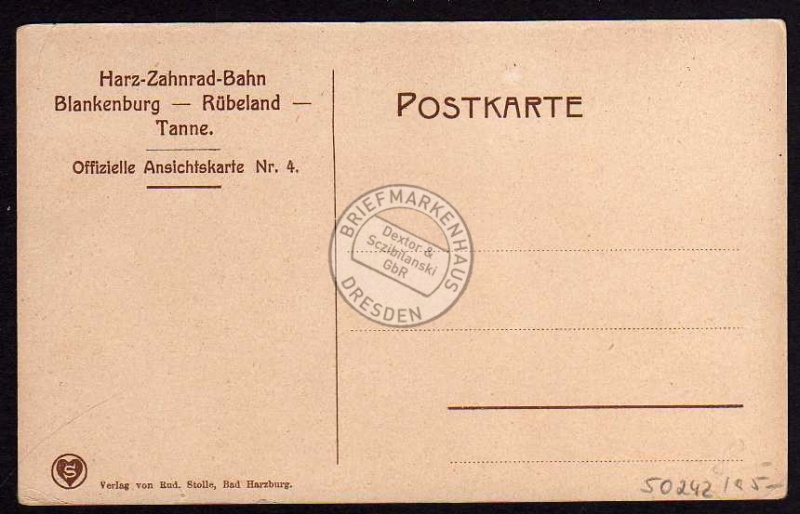 Harz-Zahnrad-Bahn
Blankenburg — Rübeland —
Tanne.
Offizielle Ansichtskarte Nr. 4.
POSTKARTE
BRIEFMARKENHAUS
Dextor &
Sczibilanski
GbR
DRESDEN
S
Verlag von Rud. Stolle, Bad Harzburg.
50242